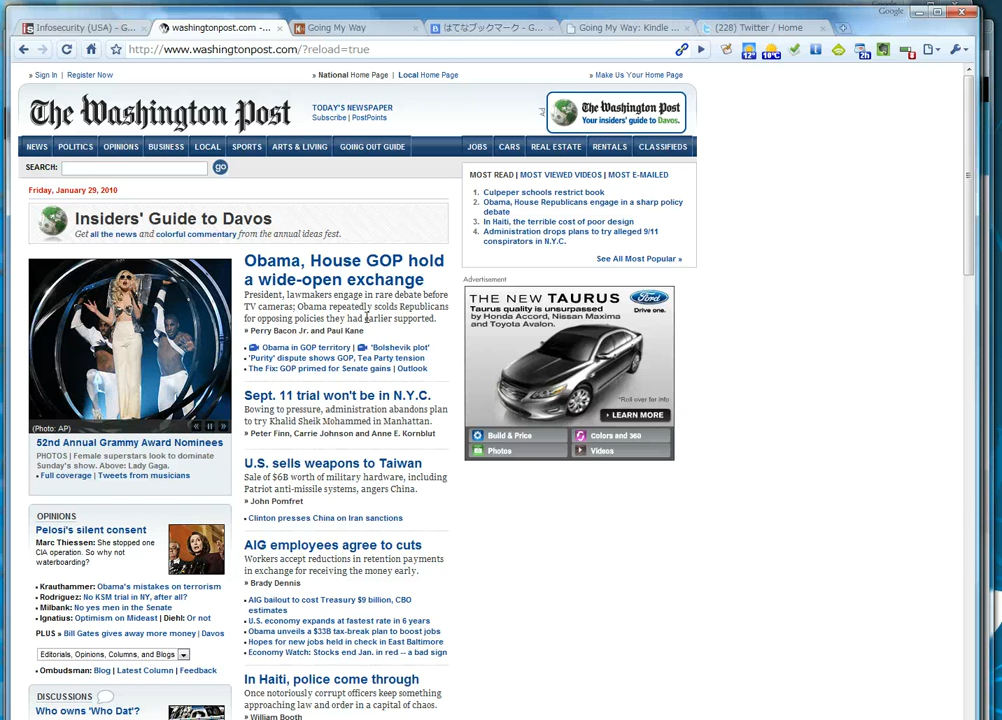 Google
Infosecurity (USA) - G...
washingtonpost.com - ...
Going My Way
はてなブックマーク - G...
Going My Way: Kindle ...
(228) Twitter / Home
http://www.washingtonpost.com/?reload=true
12° 10°C 2h
» Sign In | Register Now
» National Home Page | Local Home Page
» Make Us Your Home Page
The Washington Post
TODAY'S NEWSPAPER
Subscribe | PostPoints
Ad
The Washington Post
Your insiders' guide to Davos.
NEWS POLITICS OPINIONS BUSINESS LOCAL SPORTS ARTS & LIVING GOING OUT GUIDE JOBS CARS REAL ESTATE RENTALS CLASSIFIEDS
SEARCH: go
Friday, January 29, 2010
Insiders' Guide to Davos
Get all the news and colorful commentary from the annual ideas fest.
(Photo: AP)
52nd Annual Grammy Award Nominees
PHOTOS | Female superstars look to dominate
Sunday's show. Above: Lady Gaga.
• Full coverage | Tweets from musicians
OPINIONS
Pelosi's silent consent
Marc Thiessen: She stopped one
CIA operation. So why not
waterboarding?
• Krauthammer: Obama's mistakes on terrorism
• Rodriguez: No KSM trial in NY, after all?
• Milbank: No yes men in the Senate
• Ignatius: Optimism on Mideast | Diehl: Or not
PLUS » Bill Gates gives away more money | Davos
Editorials, Opinions, Columns, and Blogs
• Ombudsman: Blog | Latest Column | Feedback
DISCUSSIONS
Who owns 'Who Dat'?
Obama, House GOP hold
a wide-open exchange
President, lawmakers engage in rare debate before
TV cameras; Obama repeatedly scolds Republicans
for opposing policies they had earlier supported.
» Perry Bacon Jr. and Paul Kane
• Obama in GOP territory | 'Bolshevik plot'
• 'Purity' dispute shows GOP, Tea Party tension
• The Fix: GOP primed for Senate gains | Outlook
Sept. 11 trial won't be in N.Y.C.
Bowing to pressure, administration abandons plan
to try Khalid Sheik Mohammed in Manhattan.
» Peter Finn, Carrie Johnson and Anne E. Kornblut
U.S. sells weapons to Taiwan
Sale of $6B worth of military hardware, including
Patriot anti-missile systems, angers China.
» John Pomfret
• Clinton presses China on Iran sanctions
AIG employees agree to cuts
Workers accept reductions in retention payments
in exchange for receiving the money early.
» Brady Dennis
• AIG bailout to cost Treasury $9 billion, CBO
estimates
• U.S. economy expands at fastest rate in 6 years
• Obama unveils a $33B tax-break plan to boost jobs
• Hopes for new jobs held in check in East Baltimore
• Economy Watch: Stocks end Jan. in red -- a bad sign
In Haiti, police come through
Once notoriously corrupt officers keep something
approaching law and order in a capital of chaos.
» William Booth
MOST READ | MOST VIEWED VIDEOS | MOST E-MAILED
1. Culpeper schools restrict book
2. Obama, House Republicans engage in a sharp policy
debate
3. In Haiti, the terrible cost of poor design
4. Administration drops plans to try alleged 9/11
conspirators in N.Y.C.
See All Most Popular »
Advertisement
THE NEW TAURUS
Taurus quality is unsurpassed
by Honda Accord, Nissan Maxima
and Toyota Avalon.
Ford
Drive one.
*Roll over for info.
LEARN MORE
Build & Price
Colors and 360
Photos
Videos